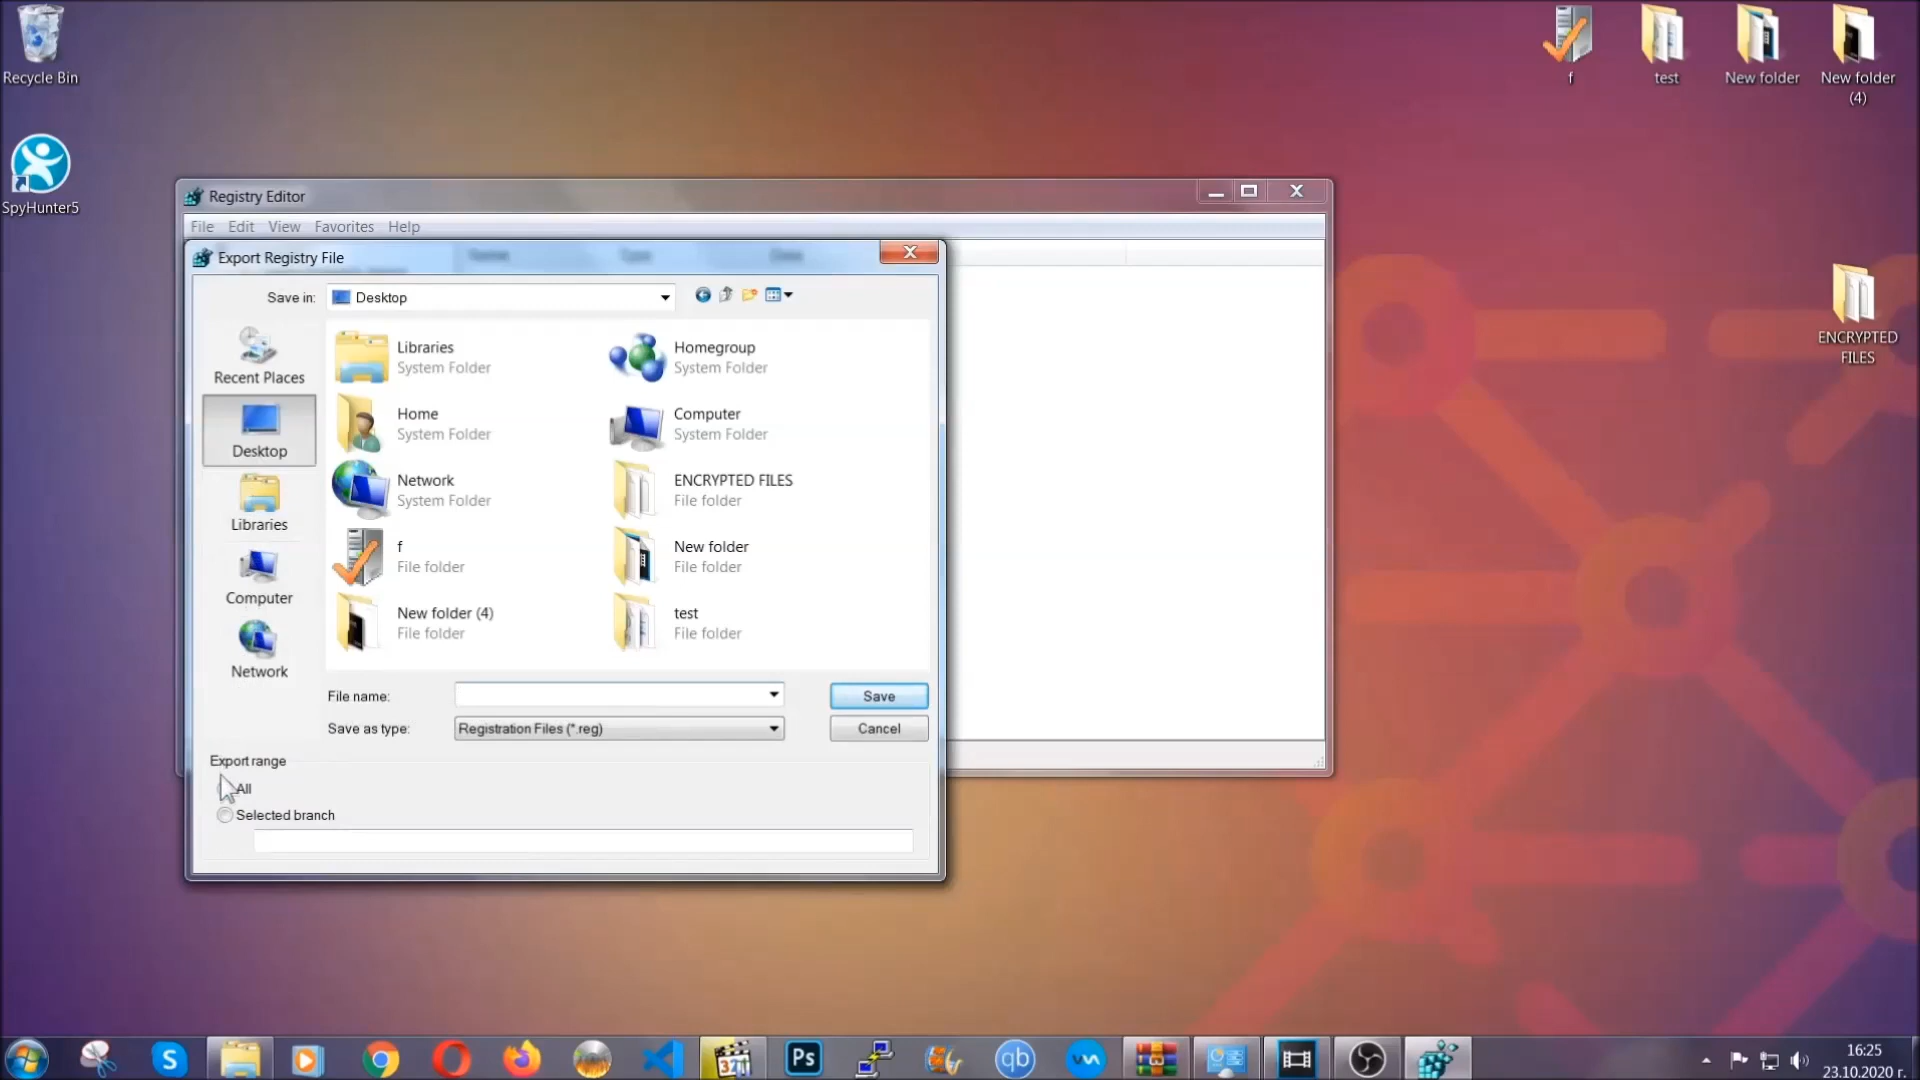 Recycle Bin
SpyHunter5
f
test
New folder
New folder
(4)
ENCRYPTED
FILES
Registry Editor
File Edit View Favorites Help
Export Registry File
Save in:
Desktop
Recent Places
Desktop
Libraries
Computer
Network
Libraries
System Folder
Homegroup
System Folder
Home
System Folder
Computer
System Folder
Network
System Folder
ENCRYPTED FILES
File folder
f
File folder
New folder
File folder
New folder (4)
File folder
test
File folder
File name:
Save
Save as type:
Registration Files (*.reg)
Cancel
Export range
All
Selected branch
S
321
Ps
qb
16:25
23.10.2020 г.